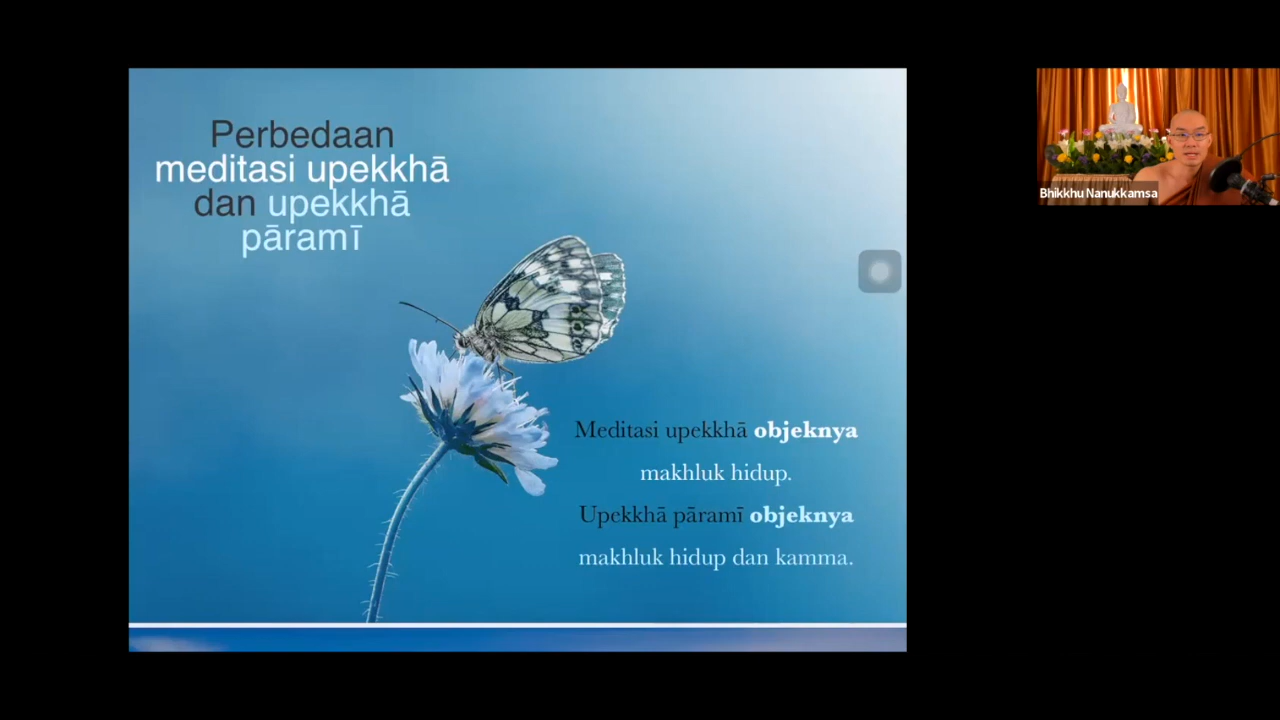 Perbedaan
meditasi upekkhā
dan upekkhā
pāramī
Meditasi upekkhā objeknya
makhluk hidup.
Upekkhā pāramī objeknya
makhluk hidup dan kamma.
Bhikkhu Nanukkamsa